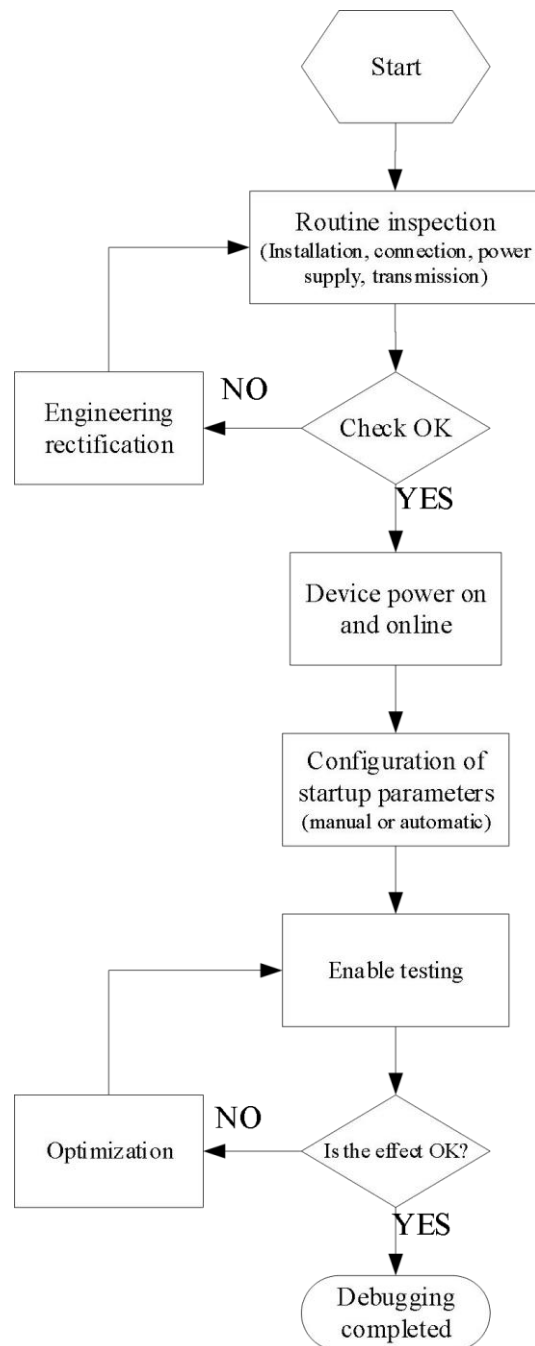 Start
Routine inspection
(Installation, connection, power
supply, transmission)
NO
Engineering
rectification
Check OK
YES
Device power on
and online
Configuration of
startup parameters
(manual or automatic)
Enable testing
NO
Optimization
Is the effect OK?
YES
Debugging
completed